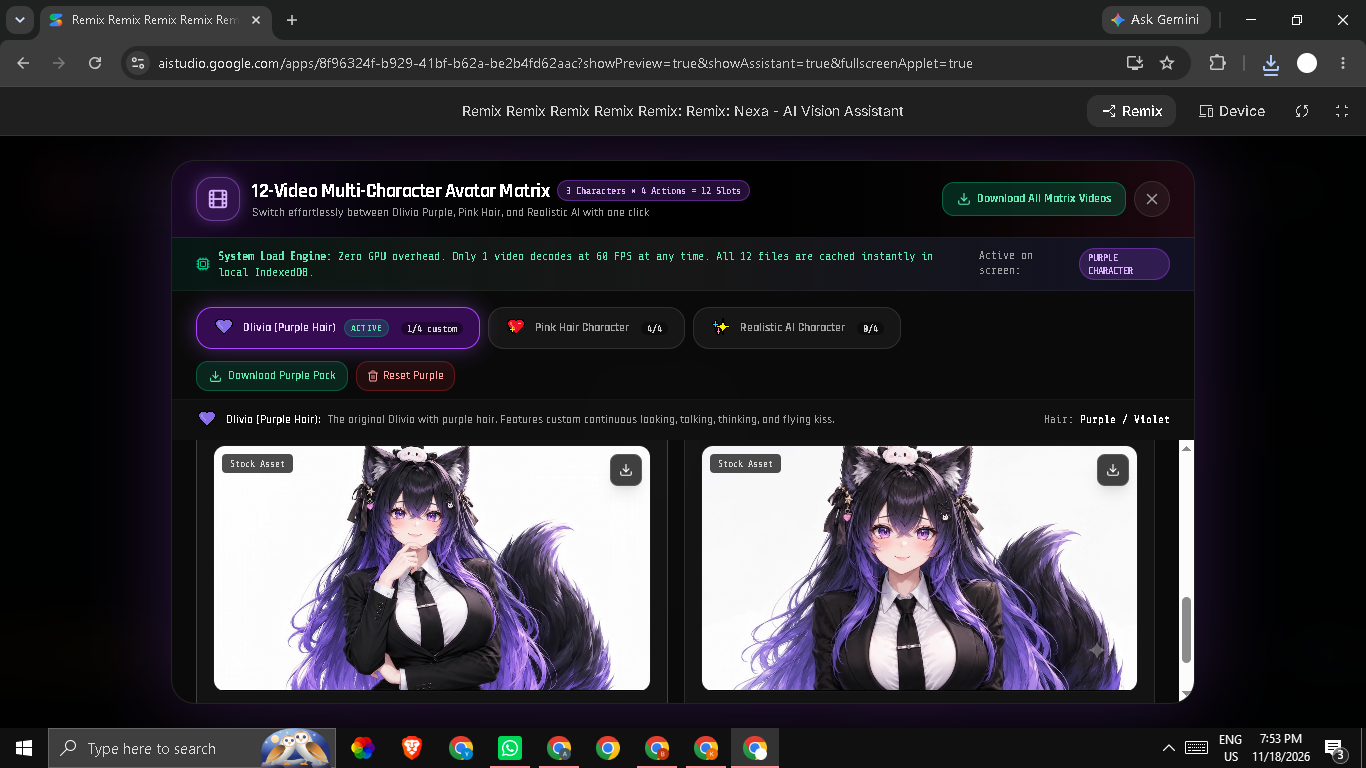 Remix Remix Remix Remix Rem
Ask Gemini
aistudio.google.com/apps/8f96324f-b929-41bf-b62a-be2b4fd62aac?showPreview=true&showAssistant=true&fullscreenApplet=true
Remix Remix Remix Remix Remix: Remix: Nexa - AI Vision Assistant
Remix
Device
12-Video Multi-Character Avatar Matrix
3 Characters × 4 Actions = 12 Slots
Switch effortlessly between Olivia Purple, Pink Hair, and Realistic AI with one click
Download All Matrix Videos
System Load Engine: Zero GPU overhead. Only 1 video decodes at 60 FPS at any time. All 12 files are cached instantly in
local IndexedDB.
Active on
screen:
PURPLE
CHARACTER
Olivia (Purple Hair)
ACTIVE
1/4 custom
Pink Hair Character
4/4
Realistic AI Character
0/4
Download Purple Pack
Reset Purple
Olivia (Purple Hair): The original Olivia with purple hair. Features custom continuous looking, talking, thinking, and flying kiss.
Hair: Purple / Violet
Stock Asset
Stock Asset
Type here to search
ENG
US
7:53 PM
11/18/2026
3